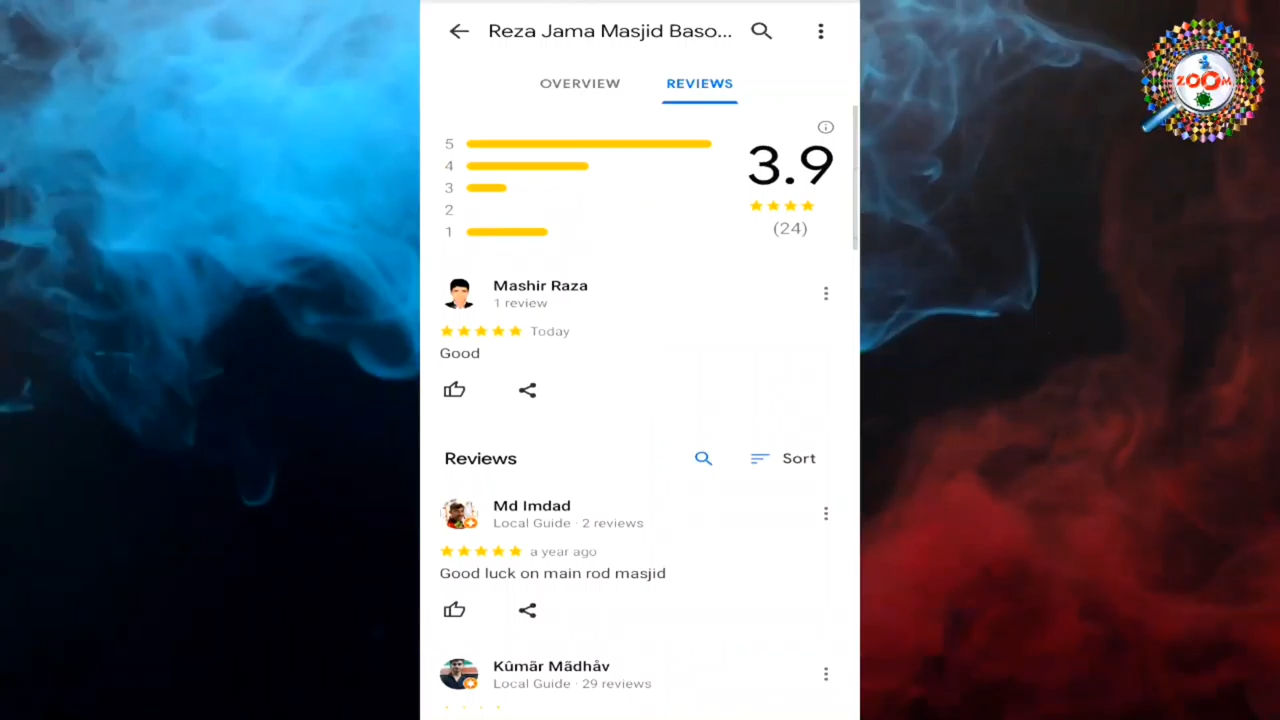 Reza Jama Masjid Baso...
ZOOM
OVERVIEW REVIEWS
5
4
3
2
1
3.9
(24)
Mashir Raza
1 review
Today
Good
Reviews
Sort
Md Imdad
Local Guide · 2 reviews
a year ago
Good luck on main rod masjid
Kûmãr Mãdhåv
Local Guide · 29 reviews